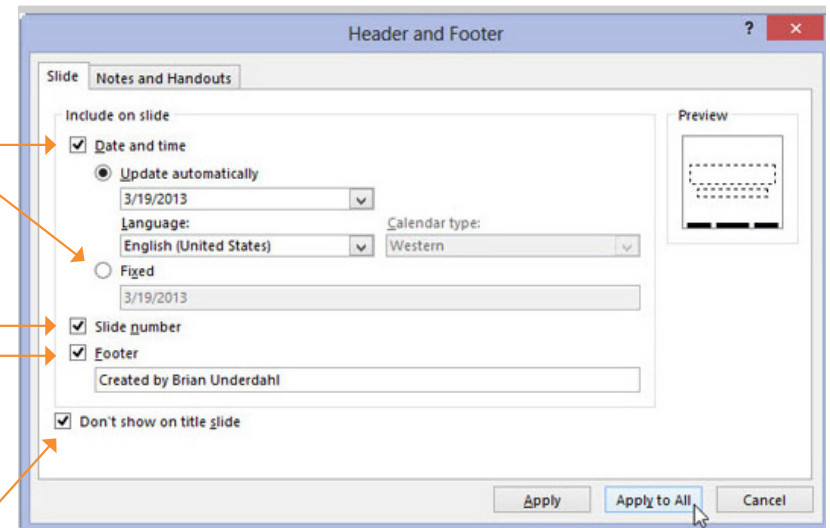 Header and Footer ?
Slide Notes and Handouts
Include on slide
Preview
Date and time
Update automatically
3/19/2013
Language: Calendar type:
English (United States) Western
Fixed
3/19/2013
Slide number
Footer
Created by Brian Underdahl
Don't show on title slide
Apply Apply to All Cancel